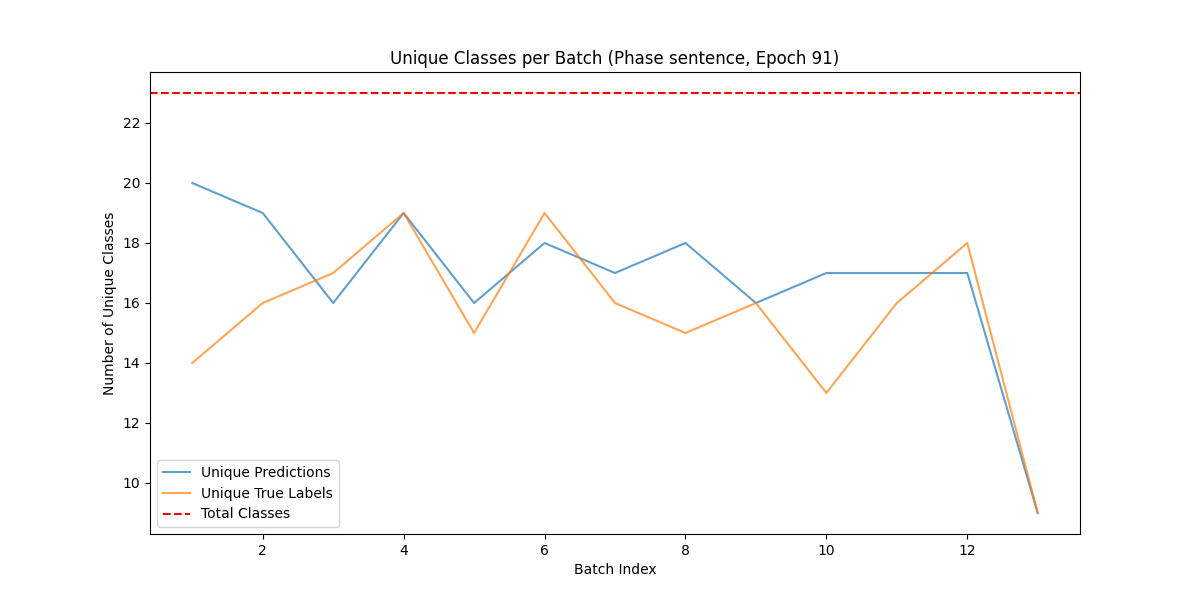 Unique Classes per Batch (Phase sentence, Epoch 91)
Number of Unique Classes
22
20
18
16
14
12
10
Unique Predictions
Unique True Labels
Total Classes
2 4 6 8 10 12
Batch Index